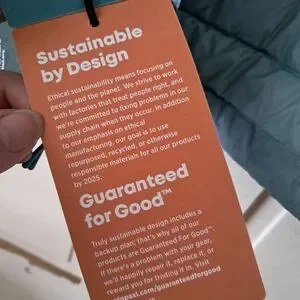 Sustainable
by Design
Ethical sustainability means focusing on
people and the planet. We strive to work
with factories that treat people right, and
we're committed to fixing problems in our
supply chain when they occur. In addition
to our emphasis on ethical
manufacturing, our goal is to use
repurposed, recycled, or otherwise
responsible materials for all our products
by 2025.
Guaranteed
for Good™
Truly sustainable design includes a
backup plan; that's why all of our
products are Guaranteed For Good™.
If there's a problem with your gear,
we'll happily repair it, replace it, or
reward you for trading it in. Visit
opaxi.com/guaranteedforgood